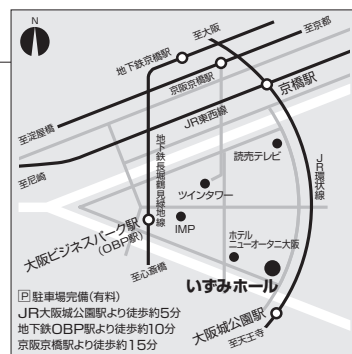 N
至大阪
至京都
地下鉄京橋駅
京阪京橋駅
京橋駅
至淀屋橋
JR東西線
至尼崎
地下鉄長堀鶴見緑地線
読売テレビ
JR環状線
ツインタワー
IMP
大阪ビジネスパーク駅
(OBP駅)
ホテル
ニューオータニ大阪
至心斎橋
いずみホール
P駐車場完備(有料)
JR大阪城公園駅より徒歩約5分
地下鉄OBP駅より徒歩約10分
京阪京橋駅より徒歩約15分
大阪城公園駅
至天王寺